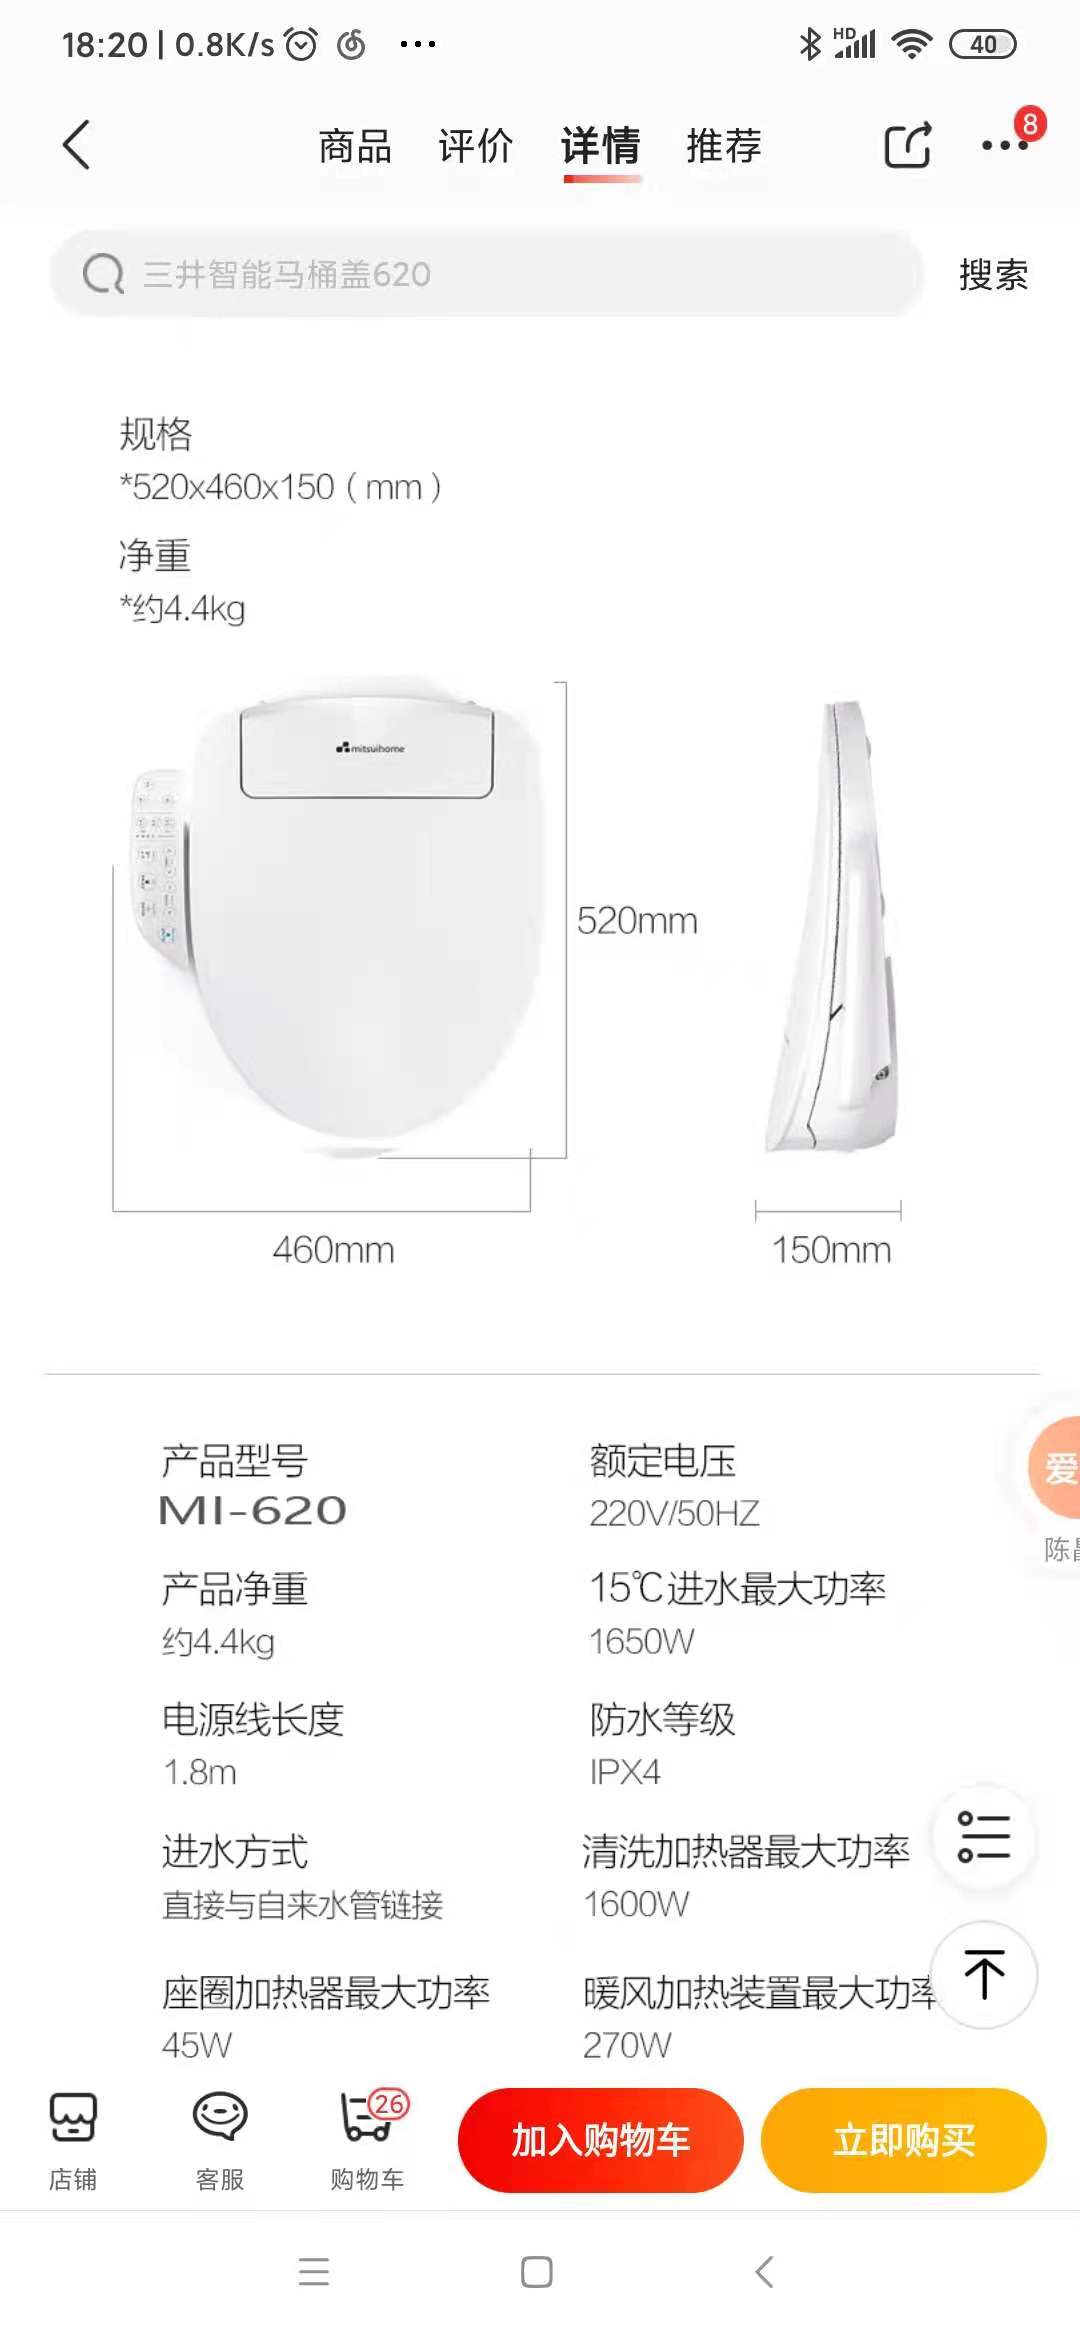 18:20 | 0.8K/s
HD
40
商品
评价
详情
推荐
8
三井智能马桶盖620
搜索
规格
*520x460x150（mm）
净重
*约4.4kg
mitsuihome
520mm
460mm
150mm
产品型号
MI-620
额定电压
220V/50HZ
爱
产品净重
约4.4kg
15℃进水最大功率
1650W
电源线长度
1.8m
防水等级
IPX4
进水方式
直接与自来水管链接
清洗加热器最大功率
1600W
座圈加热器最大功率
45W
暖风加热装置最大功率
270W
店铺
客服
26
购物车
加入购物车
立即购买